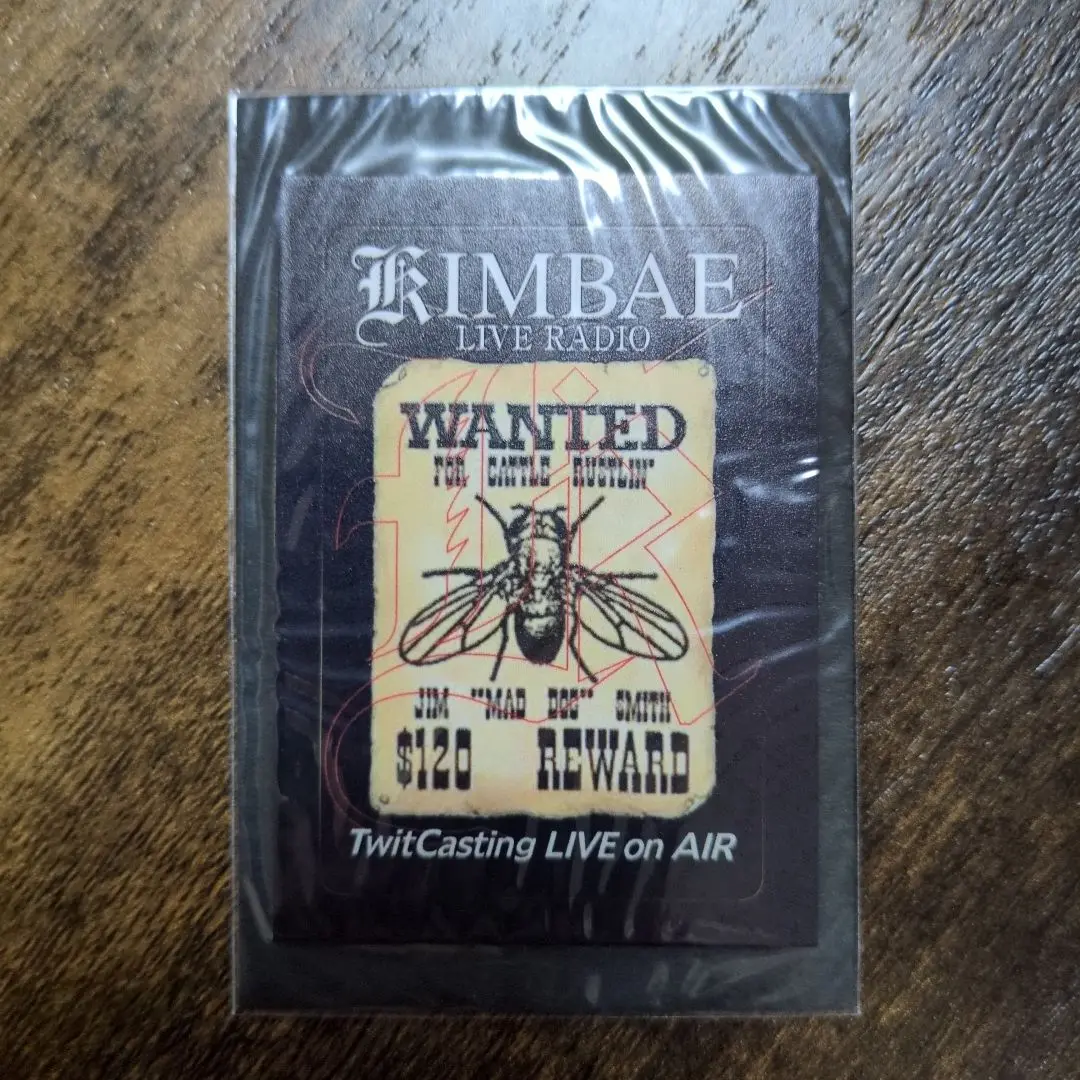 KIMBAE
LIVE RADIO
WANTED
FOR CATTLE RUSTLIN'
JIM "MAD DOG" SMITH
$120 REWARD
TwitCasting LIVE on AIR